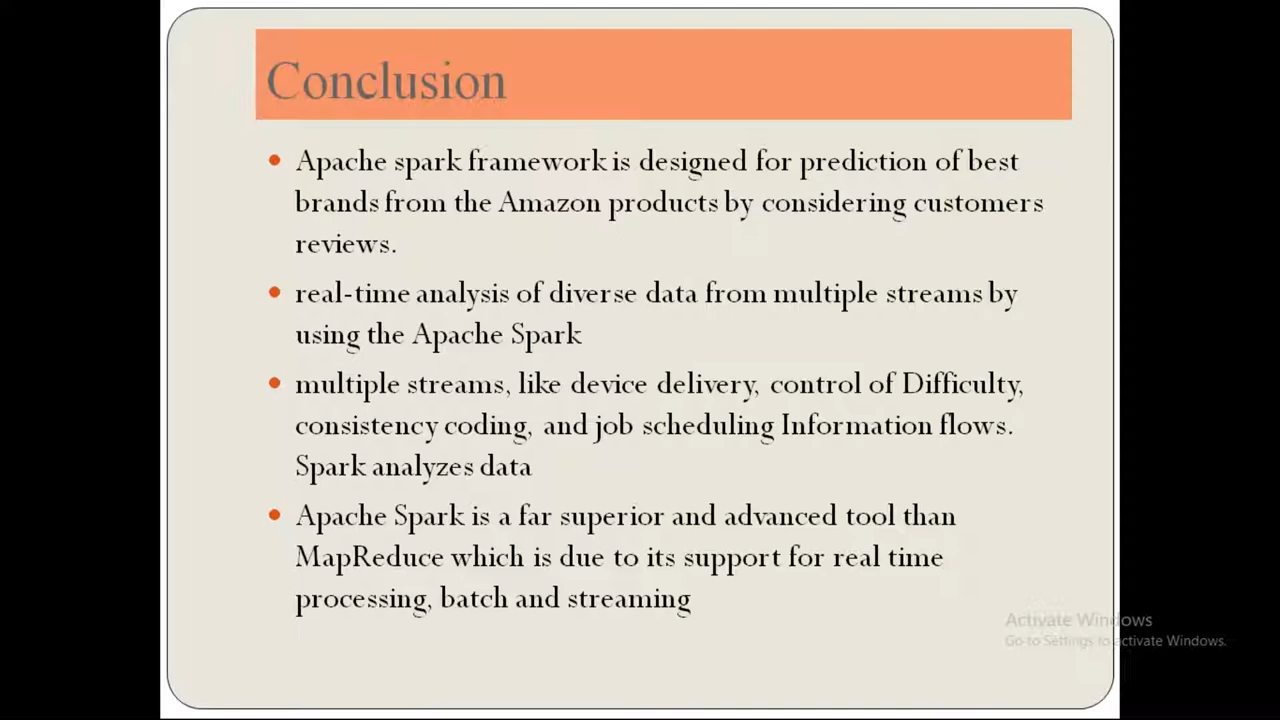 Conclusion
Apache spark framework is designed for prediction of best
brands from the Amazon products by considering customers
reviews.
real-time analysis of diverse data from multiple streams by
using the Apache Spark
multiple streams, like device delivery, control of Difficulty,
consistency coding, and job scheduling Information flows.
Spark analyzes data
Apache Spark is a far superior and advanced tool than
MapReduce which is due to its support for real time
processing, batch and streaming
Activate Windows
Go to Settings to activate Windows.